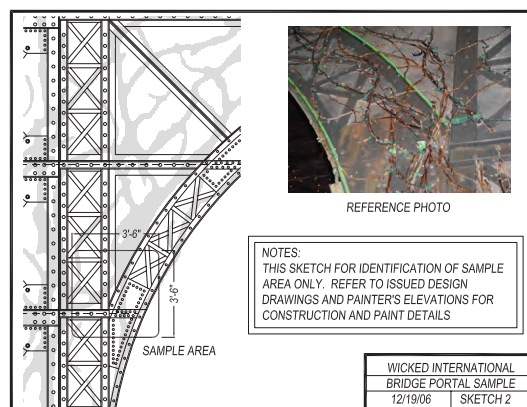 3'-6"
3'-6"
SAMPLE AREA
REFERENCE PHOTO
NOTES:
THIS SKETCH FOR IDENTIFICATION OF SAMPLE
AREA ONLY. REFER TO ISSUED DESIGN
DRAWINGS AND PAINTER'S ELEVATIONS FOR
CONSTRUCTION AND PAINT DETAILS
WICKED INTERNATIONAL
BRIDGE PORTAL SAMPLE
12/19/06 SKETCH 2